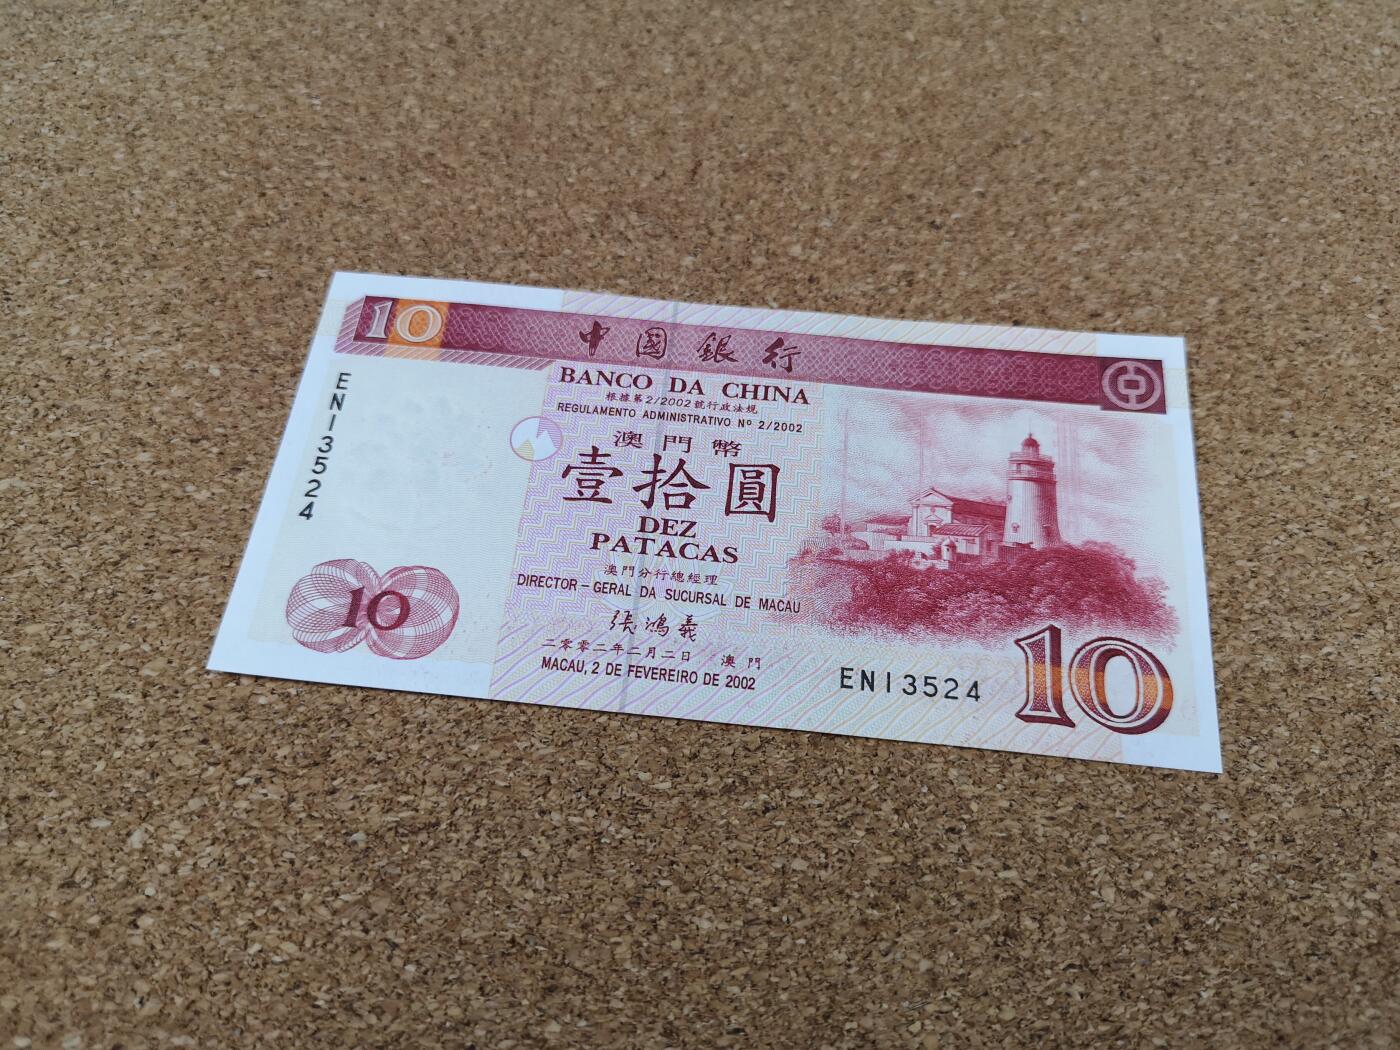 10
中國銀行
BANCO DA CHINA
根據第2/2002號行政法規
REGULAMENTO ADMINISTRATIVO Nº 2/2002
澳門幣
壹拾圓
DEZ
PATACAS
澳門分行總經理
DIRECTOR – GERAL DA SUCURSAL DE MACAU
張鴻義
二零零二年二月二日 澳門
MACAU, 2 DE FEVEREIRO DE 2002
EN13524
10
EN13524
10